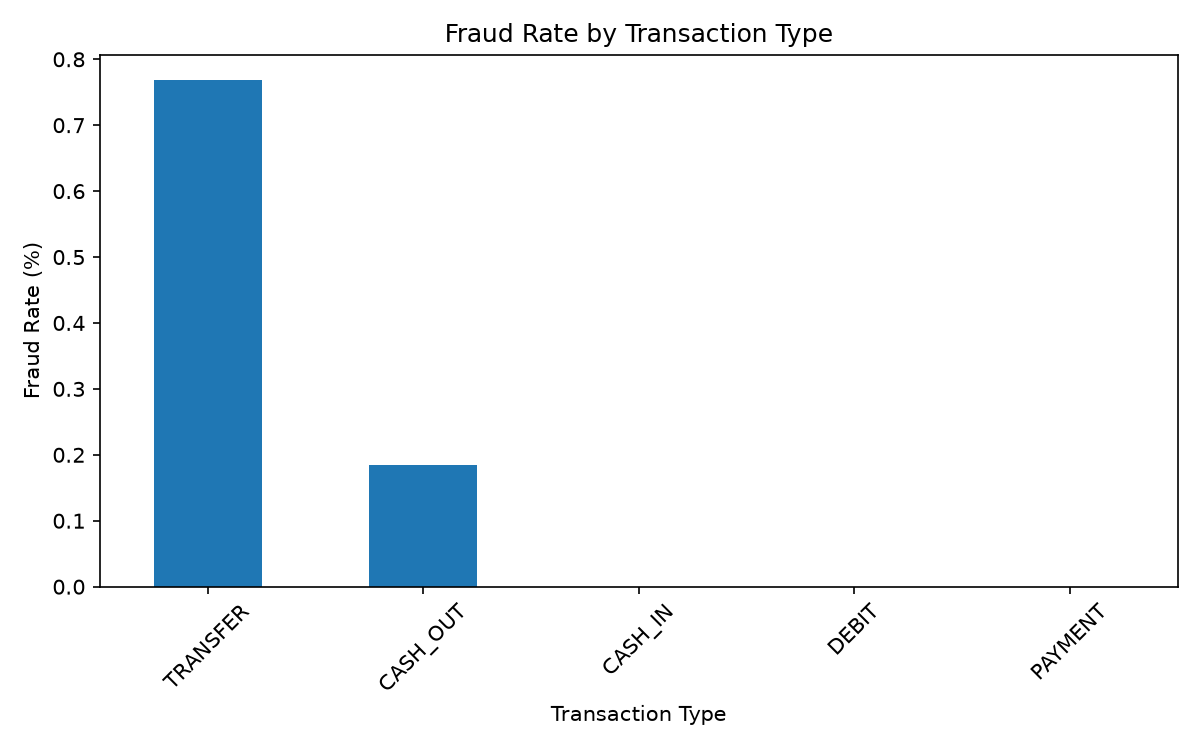 Fraud Rate by Transaction Type
Fraud Rate (%)
0.8
0.7
0.6
0.5
0.4
0.3
0.2
0.1
0.0
TRANSFER
CASH_OUT
CASH_IN
DEBIT
PAYMENT
Transaction Type